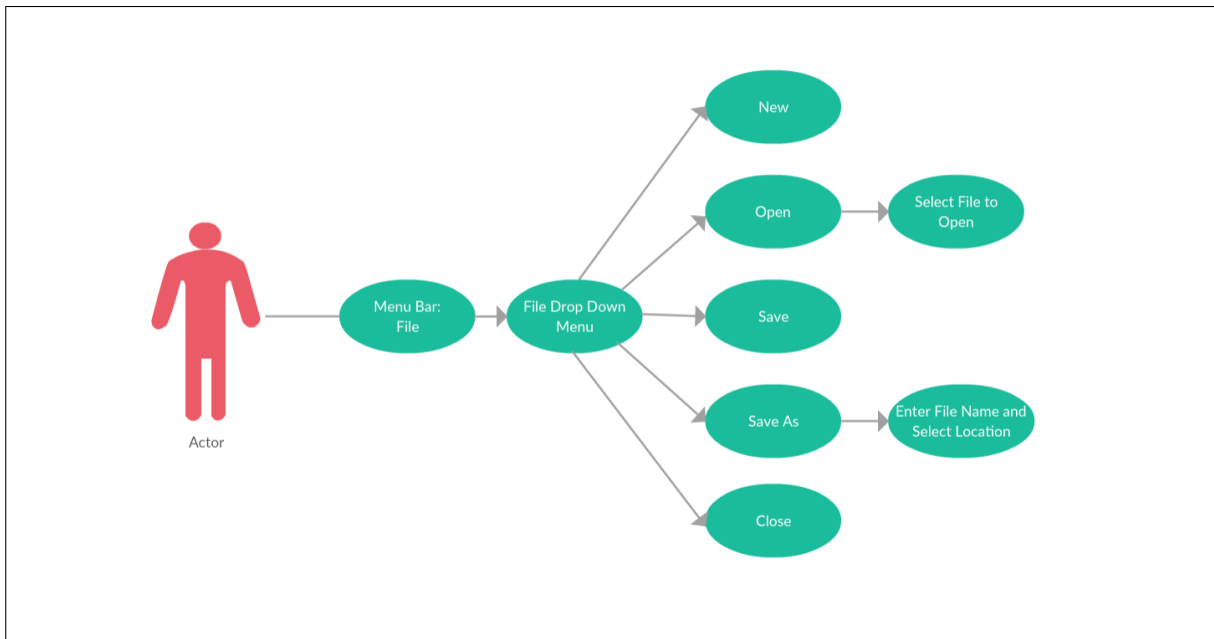 New
Open
Select File to
Open
Menu Bar:
File
File Drop Down
Menu
Save
Save As
Enter File Name and
Select Location
Actor
Close